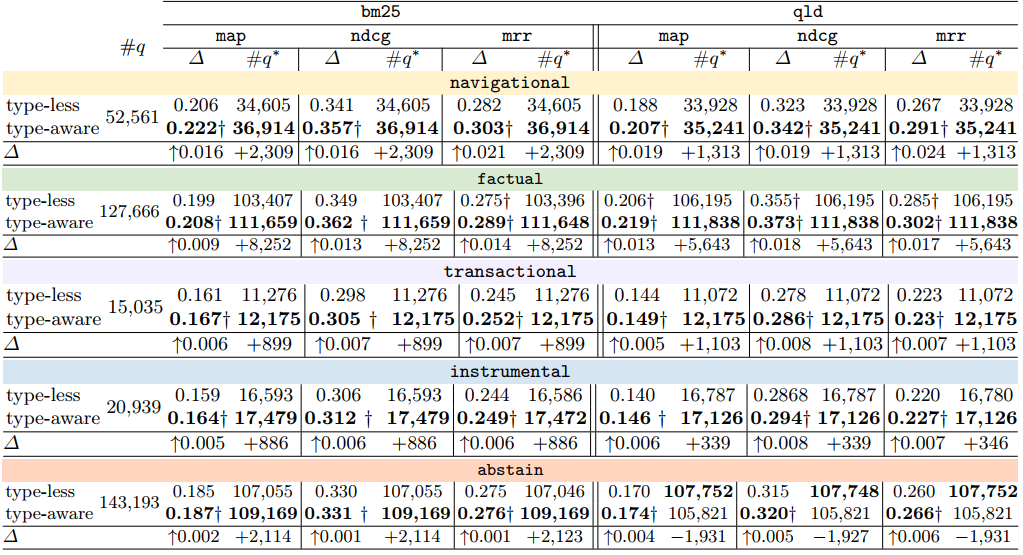 bm25 qld
#q map ndcg mrr map ndcg mrr
Δ #q* Δ #q* Δ #q* Δ #q* Δ #q* Δ #q*
navigational
type-less 52,561 0.206 34,605 0.341 34,605 0.282 34,605 0.188 33,928 0.323 33,928 0.267 33,928
type-aware 0.222† 36,914 0.357† 36,914 0.303† 36,914 0.207† 35,241 0.342† 35,241 0.291† 35,241
Δ ↑0.016 +2,309 ↑0.016 +2,309 ↑0.021 +2,309 ↑0.019 +1,313 ↑0.019 +1,313 ↑0.024 +1,313
factual
type-less 127,666 0.199 103,407 0.349 103,407 0.275† 103,396 0.206† 106,195 0.355† 106,195 0.285† 106,195
type-aware 0.208† 111,659 0.362 † 111,659 0.289† 111,648 0.219† 111,838 0.373† 111,838 0.302† 111,838
Δ ↑0.009 +8,252 ↑0.013 +8,252 ↑0.014 +8,252 ↑0.013 +5,643 ↑0.018 +5,643 ↑0.017 +5,643
transactional
type-less 15,035 0.161 11,276 0.298 11,276 0.245 11,276 0.144 11,072 0.278 11,072 0.223 11,072
type-aware 0.167† 12,175 0.305 † 12,175 0.252† 12,175 0.149† 12,175 0.286† 12,175 0.23† 12,175
Δ ↑0.006 +899 ↑0.007 +899 ↑0.007 +899 ↑0.005 +1,103 ↑0.008 +1,103 ↑0.007 +1,103
instrumental
type-less 20,939 0.159 16,593 0.306 16,593 0.244 16,586 0.140 16,787 0.2868 16,787 0.220 16,780
type-aware 0.164† 17,479 0.312 † 17,479 0.249† 17,472 0.146 † 17,126 0.294† 17,126 0.227† 17,126
Δ ↑0.005 +886 ↑0.006 +886 ↑0.006 +886 ↑0.006 +339 ↑0.008 +339 ↑0.007 +346
abstain
type-less 143,193 0.185 107,055 0.330 107,055 0.275 107,046 0.170 107,752 0.315 107,748 0.260 107,752
type-aware 0.187† 109,169 0.331 † 109,169 0.276† 109,169 0.174† 105,821 0.320† 105,821 0.266† 105,821
Δ ↑0.002 +2,114 ↑0.001 +2,114 ↑0.001 +2,123 ↑0.004 −1,931 ↑0.005 −1,927 ↑0.006 −1,931